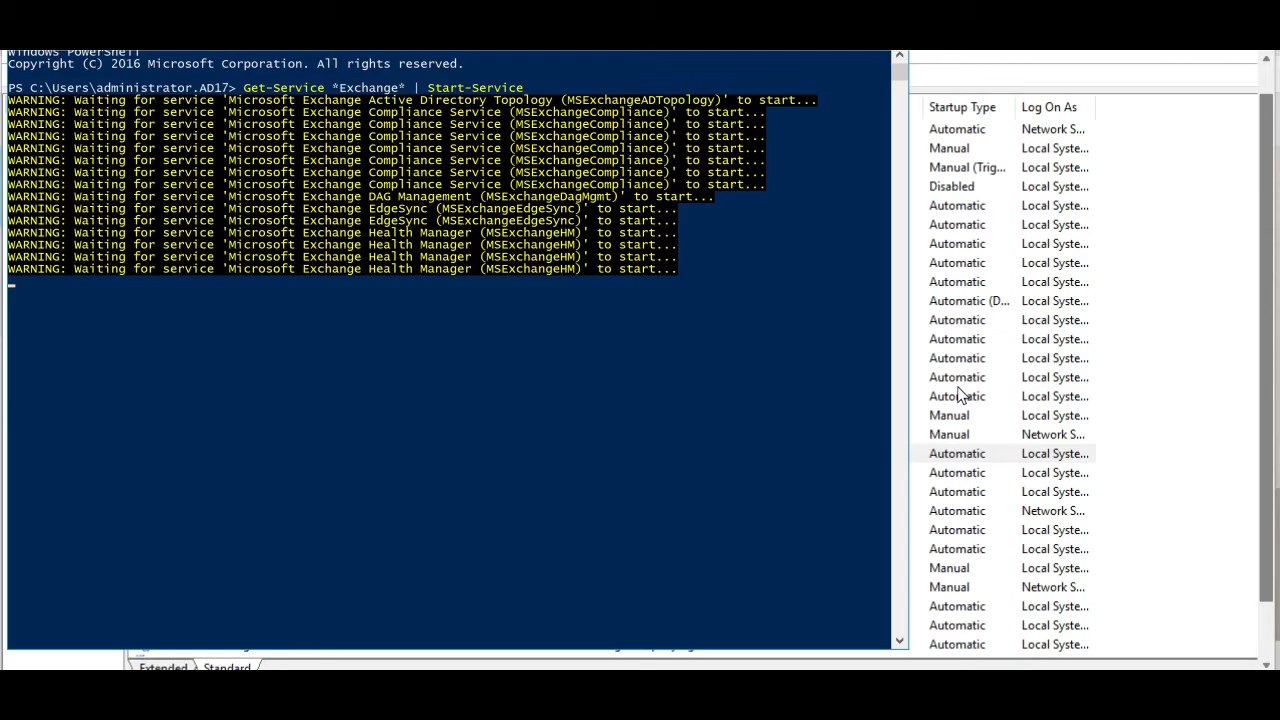 Windows PowerShell
Copyright (C) 2016 Microsoft Corporation. All rights reserved.
PS C:\Users\administrator.AD17> Get-Service *Exchange* | Start-Service
WARNING: Waiting for service 'Microsoft Exchange Active Directory Topology (MSExchangeADTopology)' to start...
WARNING: Waiting for service 'Microsoft Exchange Compliance Service (MSExchangeCompliance)' to start...
WARNING: Waiting for service 'Microsoft Exchange Compliance Service (MSExchangeCompliance)' to start...
WARNING: Waiting for service 'Microsoft Exchange Compliance Service (MSExchangeCompliance)' to start...
WARNING: Waiting for service 'Microsoft Exchange Compliance Service (MSExchangeCompliance)' to start...
WARNING: Waiting for service 'Microsoft Exchange Compliance Service (MSExchangeCompliance)' to start...
WARNING: Waiting for service 'Microsoft Exchange Compliance Service (MSExchangeCompliance)' to start...
WARNING: Waiting for service 'Microsoft Exchange Compliance Service (MSExchangeCompliance)' to start...
WARNING: Waiting for service 'Microsoft Exchange DAG Management (MSExchangeDagMgmt)' to start...
WARNING: Waiting for service 'Microsoft Exchange EdgeSync (MSExchangeEdgeSync)' to start...
WARNING: Waiting for service 'Microsoft Exchange EdgeSync (MSExchangeEdgeSync)' to start...
WARNING: Waiting for service 'Microsoft Exchange Health Manager (MSExchangeHM)' to start...
WARNING: Waiting for service 'Microsoft Exchange Health Manager (MSExchangeHM)' to start...
WARNING: Waiting for service 'Microsoft Exchange Health Manager (MSExchangeHM)' to start...
WARNING: Waiting for service 'Microsoft Exchange Health Manager (MSExchangeHM)' to start...
Startup Type Log On As
Automatic Network S...
Manual Local Syste...
Manual (Trig... Local Syste...
Disabled Local Syste...
Automatic Local Syste...
Automatic Local Syste...
Automatic Local Syste...
Automatic Local Syste...
Automatic Local Syste...
Automatic (D... Local Syste...
Automatic Local Syste...
Automatic Local Syste...
Automatic Local Syste...
Automatic Local Syste...
Automatic Local Syste...
Manual Local Syste...
Manual Network S...
Automatic Local Syste...
Automatic Local Syste...
Automatic Local Syste...
Automatic Network S...
Automatic Local Syste...
Automatic Local Syste...
Manual Local Syste...
Manual Network S...
Automatic Local Syste...
Automatic Local Syste...
Automatic Local Syste...
Extended Standard